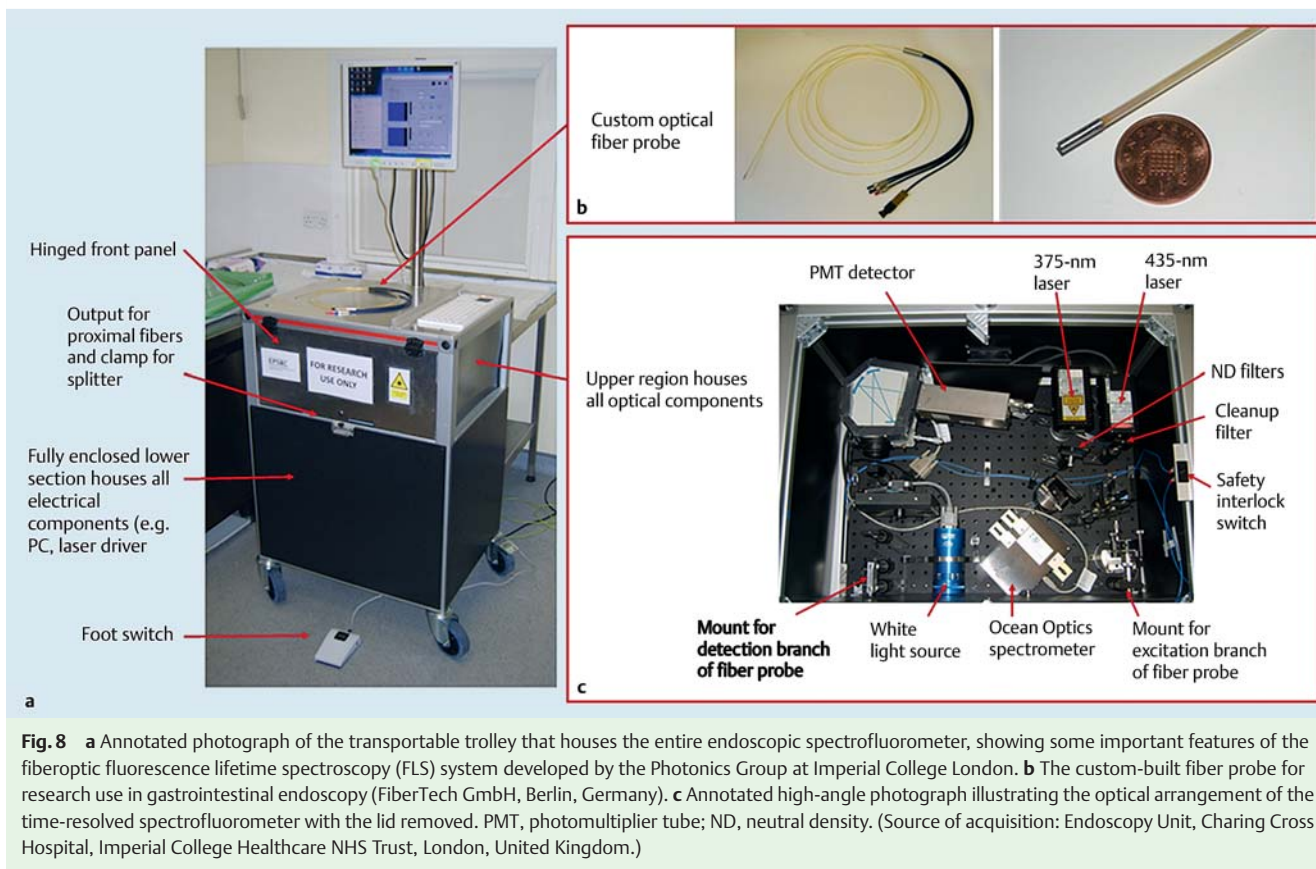 Hinged front panel
Output for
proximal fibers
and clamp for
splitter
Fully enclosed lower
section houses all
electrical
components (e.g.
PC, laser driver
Foot switch
EPSRC
FOR RESEARCH
USE ONLY
a
Custom optical
fiber probe
b
Upper region houses
all optical components
PMT detector
375-nm
laser
435-nm
laser
ND filters
Cleanup
filter
Safety
interlock
switch
Mount for
detection branch
of fiber probe
White
light source
Ocean Optics
spectrometer
Mount for
excitation branch
of fiber probe
c
Fig. 8 a Annotated photograph of the transportable trolley that houses the entire endoscopic spectrofluorometer, showing some important features of the
fiberoptic fluorescence lifetime spectroscopy (FLS) system developed by the Photonics Group at Imperial College London. b The custom-built fiber probe for
research use in gastrointestinal endoscopy (FiberTech GmbH, Berlin, Germany). c Annotated high-angle photograph illustrating the optical arrangement of the
time-resolved spectrofluorometer with the lid removed. PMT, photomultiplier tube; ND, neutral density. (Source of acquisition: Endoscopy Unit, Charing Cross
Hospital, Imperial College Healthcare NHS Trust, London, United Kingdom.)